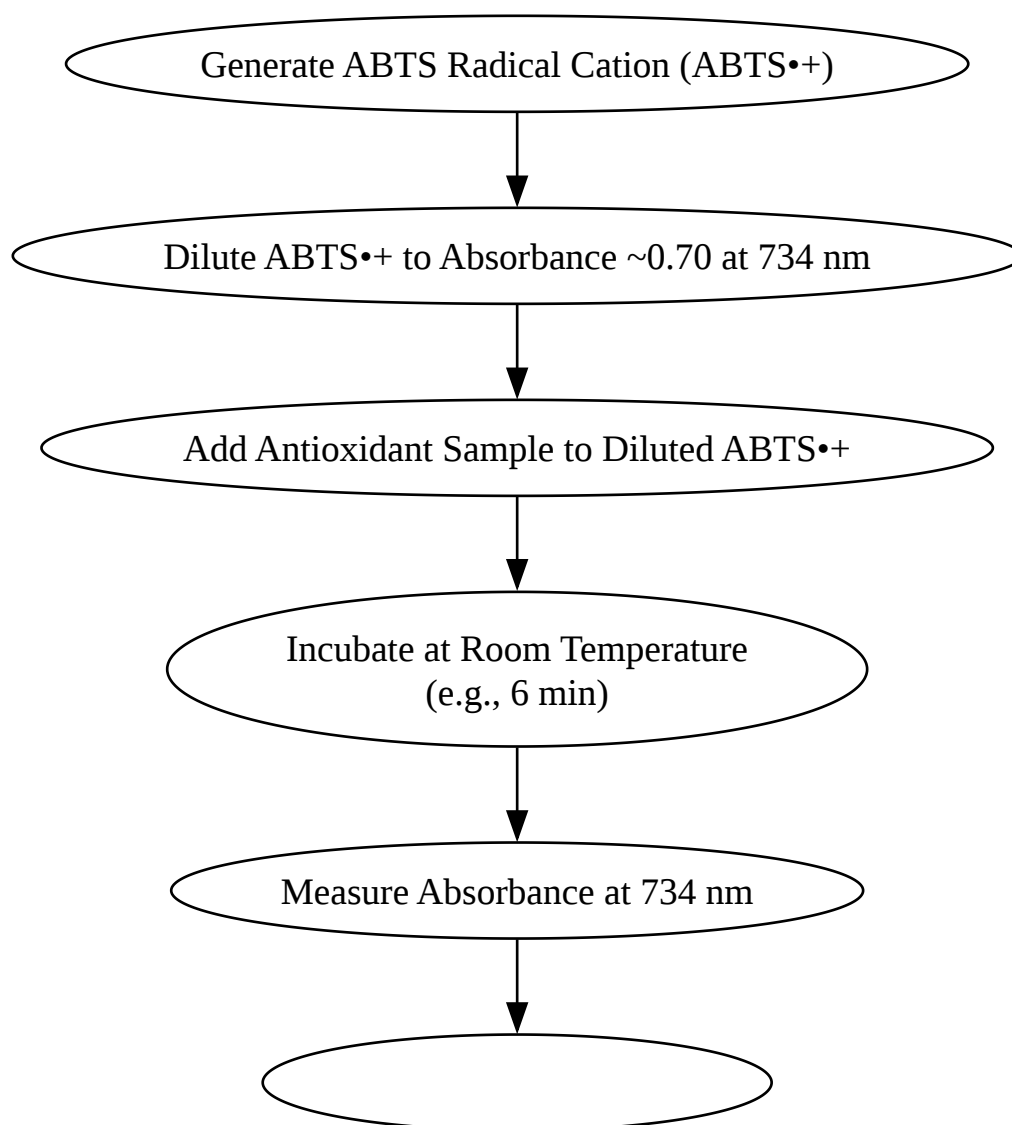 Generate ABTS Radical Cation (ABTS•+)
Dilute ABTS•+ to Absorbance ~0.70 at 734 nm
Add Antioxidant Sample to Diluted ABTS•+
Incubate at Room Temperature
(e.g., 6 min)
Measure Absorbance at 734 nm